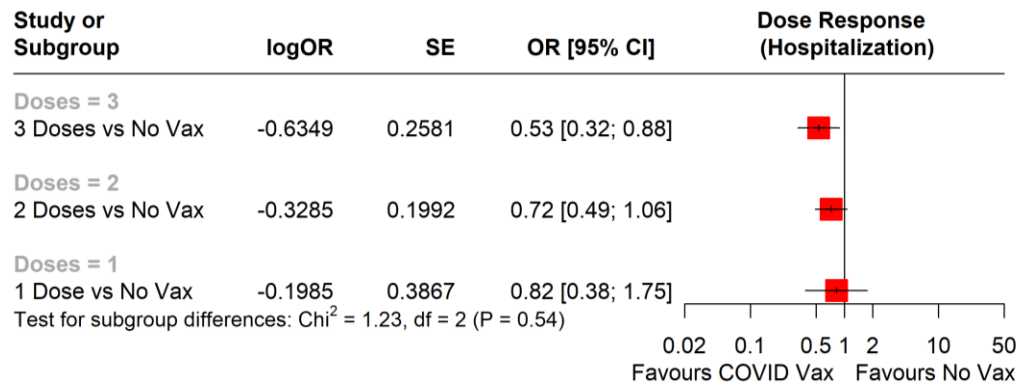 Study or Subgroup logOR SE OR [95% CI] Dose Response (Hospitalization)
Doses = 3
3 Doses vs No Vax -0.6349 0.2581 0.53 [0.32; 0.88]
Doses = 2
2 Doses vs No Vax -0.3285 0.1992 0.72 [0.49; 1.06]
Doses = 1
1 Dose vs No Vax -0.1985 0.3867 0.82 [0.38; 1.75]
Test for subgroup differences: Chi² = 1.23, df = 2 (P = 0.54)
0.02 0.1 0.5 1 2 10 50
Favours COVID Vax Favours No Vax